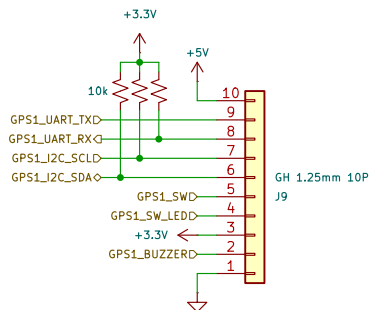 +3.3V
+5V
10k
10
GPS1_UART_TX 9
GPS1_UART_RX 8
GPS1_I2C_SCL 7
GPS1_I2C_SDA 6
GH 1.25mm 10P
GPS1_SW 5
J9
GPS1_SW_LED 4
+3.3V 3
GPS1_BUZZER 2
1